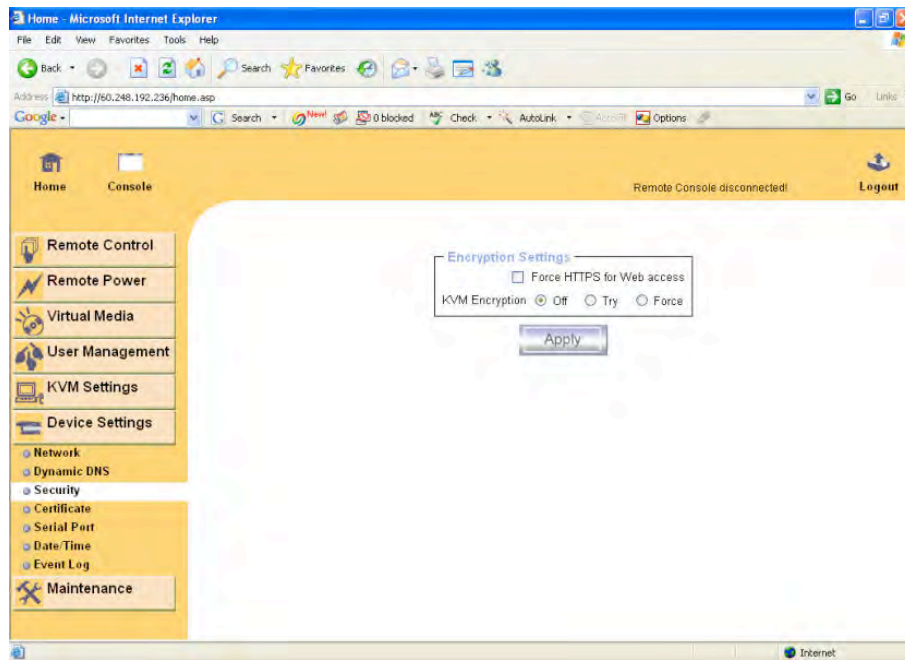 Home - Microsoft Internet Explorer
File Edit View Favorites Tools Help
Back Search Favorites
Address http://60.248.192.236/home.asp Go Links
Google Search New! 0 blocked Check AutoLink Options
Home Console Remote Console disconnected! Logout
Remote Control
Remote Power
Virtual Media
User Management
KVM Settings
Device Settings
Network
Dynamic DNS
Security
Certificate
Serial Port
Date/Time
Event Log
Maintenance
Encryption Settings
Force HTTPS for Web access
KVM Encryption Off Try Force
Apply
Internet